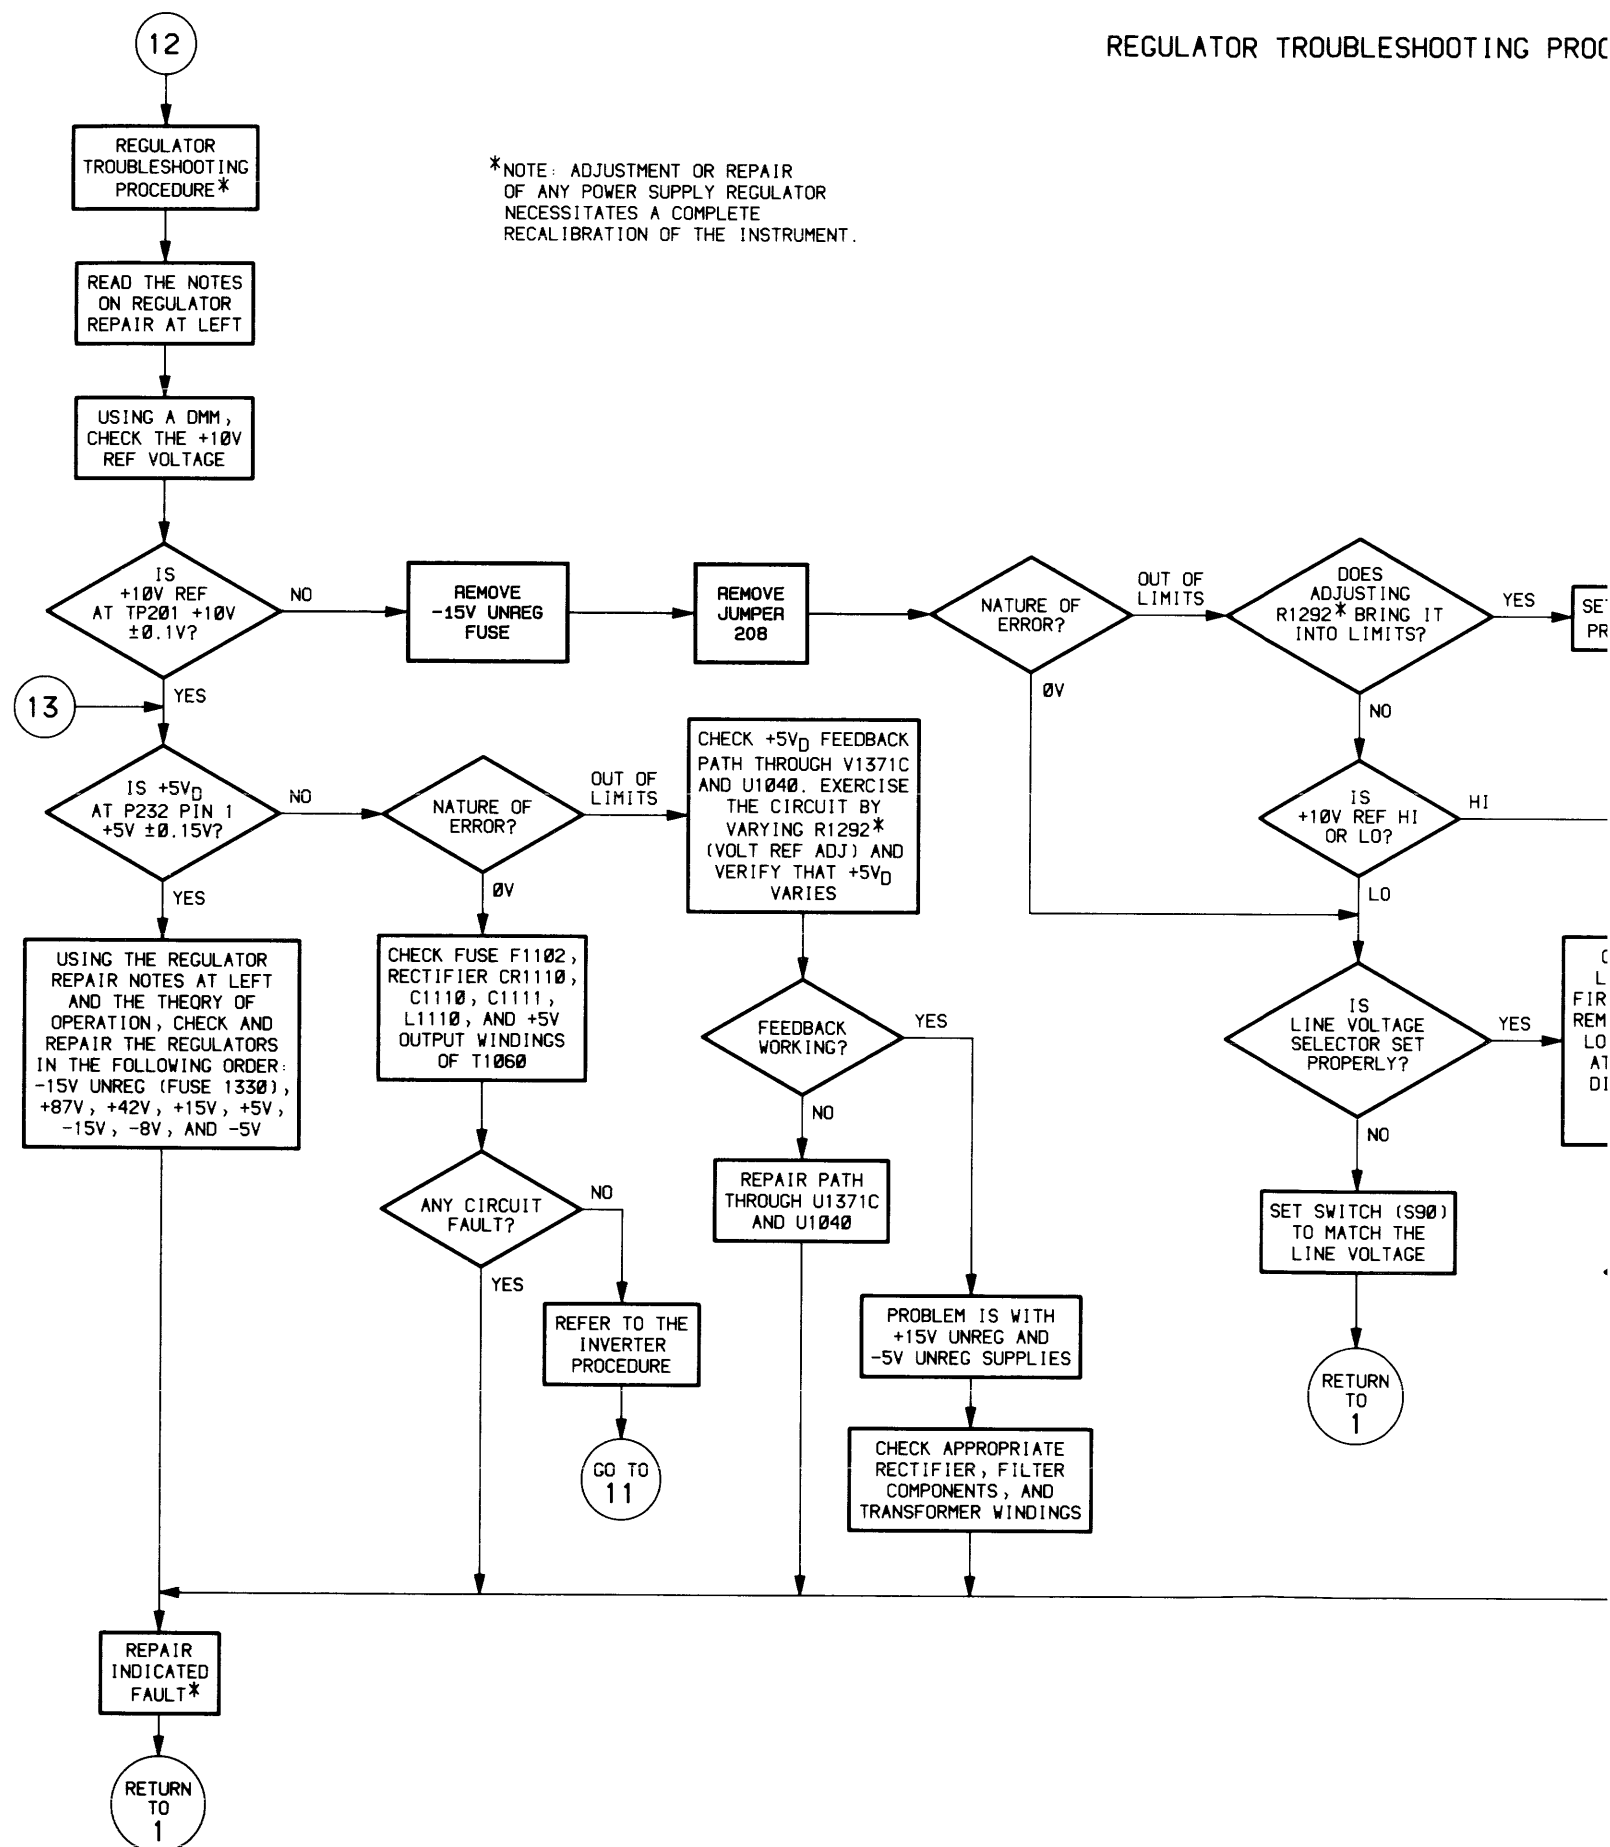 12
REGULATOR TROUBLESHOOTING PROC
REGULATOR
TROUBLESHOOTING
PROCEDURE*
*NOTE: ADJUSTMENT OR REPAIR
OF ANY POWER SUPPLY REGULATOR
NECESSITATES A COMPLETE
RECALIBRATION OF THE INSTRUMENT.
READ THE NOTES
ON REGULATOR
REPAIR AT LEFT
USING A DMM,
CHECK THE +10V
REF VOLTAGE
IS
+10V REF
AT TP201 +10V
±0.1V?
NO
REMOVE
-15V UNREG
FUSE
REMOVE
JUMPER
208
NATURE OF
ERROR?
OUT OF
LIMITS
DOES
ADJUSTING
R1292* BRING IT
INTO LIMITS?
YES
SET
PR
YES
13
0V
NO
IS +5VD
AT P232 PIN 1
+5V ±0.15V?
NO
NATURE OF
ERROR?
OUT OF
LIMITS
CHECK +5VD FEEDBACK
PATH THROUGH V1371C
AND U1040. EXERCISE
THE CIRCUIT BY
VARYING R1292*
(VOLT REF ADJ) AND
VERIFY THAT +5VD
VARIES
IS
+10V REF HI
OR LO?
HI
YES
0V
LO
USING THE REGULATOR
REPAIR NOTES AT LEFT
AND THE THEORY OF
OPERATION, CHECK AND
REPAIR THE REGULATORS
IN THE FOLLOWING ORDER:
-15V UNREG (FUSE 1330),
+87V, +42V, +15V, +5V,
-15V, -8V, AND -5V
CHECK FUSE F1102,
RECTIFIER CR1110,
C1110, C1111,
L1110, AND +5V
OUTPUT WINDINGS
OF T1060
FEEDBACK
WORKING?
YES
NO
IS
LINE VOLTAGE
SELECTOR SET
PROPERLY?
YES
L
FIR
REM
LO
AT
DI
NO
ANY CIRCUIT
FAULT?
NO
YES
REPAIR PATH
THROUGH U1371C
AND U1040
SET SWITCH (S90)
TO MATCH THE
LINE VOLTAGE
REFER TO THE
INVERTER
PROCEDURE
PROBLEM IS WITH
+15V UNREG AND
-5V UNREG SUPPLIES
RETURN
TO
1
GO TO
11
CHECK APPROPRIATE
RECTIFIER, FILTER
COMPONENTS, AND
TRANSFORMER WINDINGS
REPAIR
INDICATED
FAULT*
RETURN
TO
1